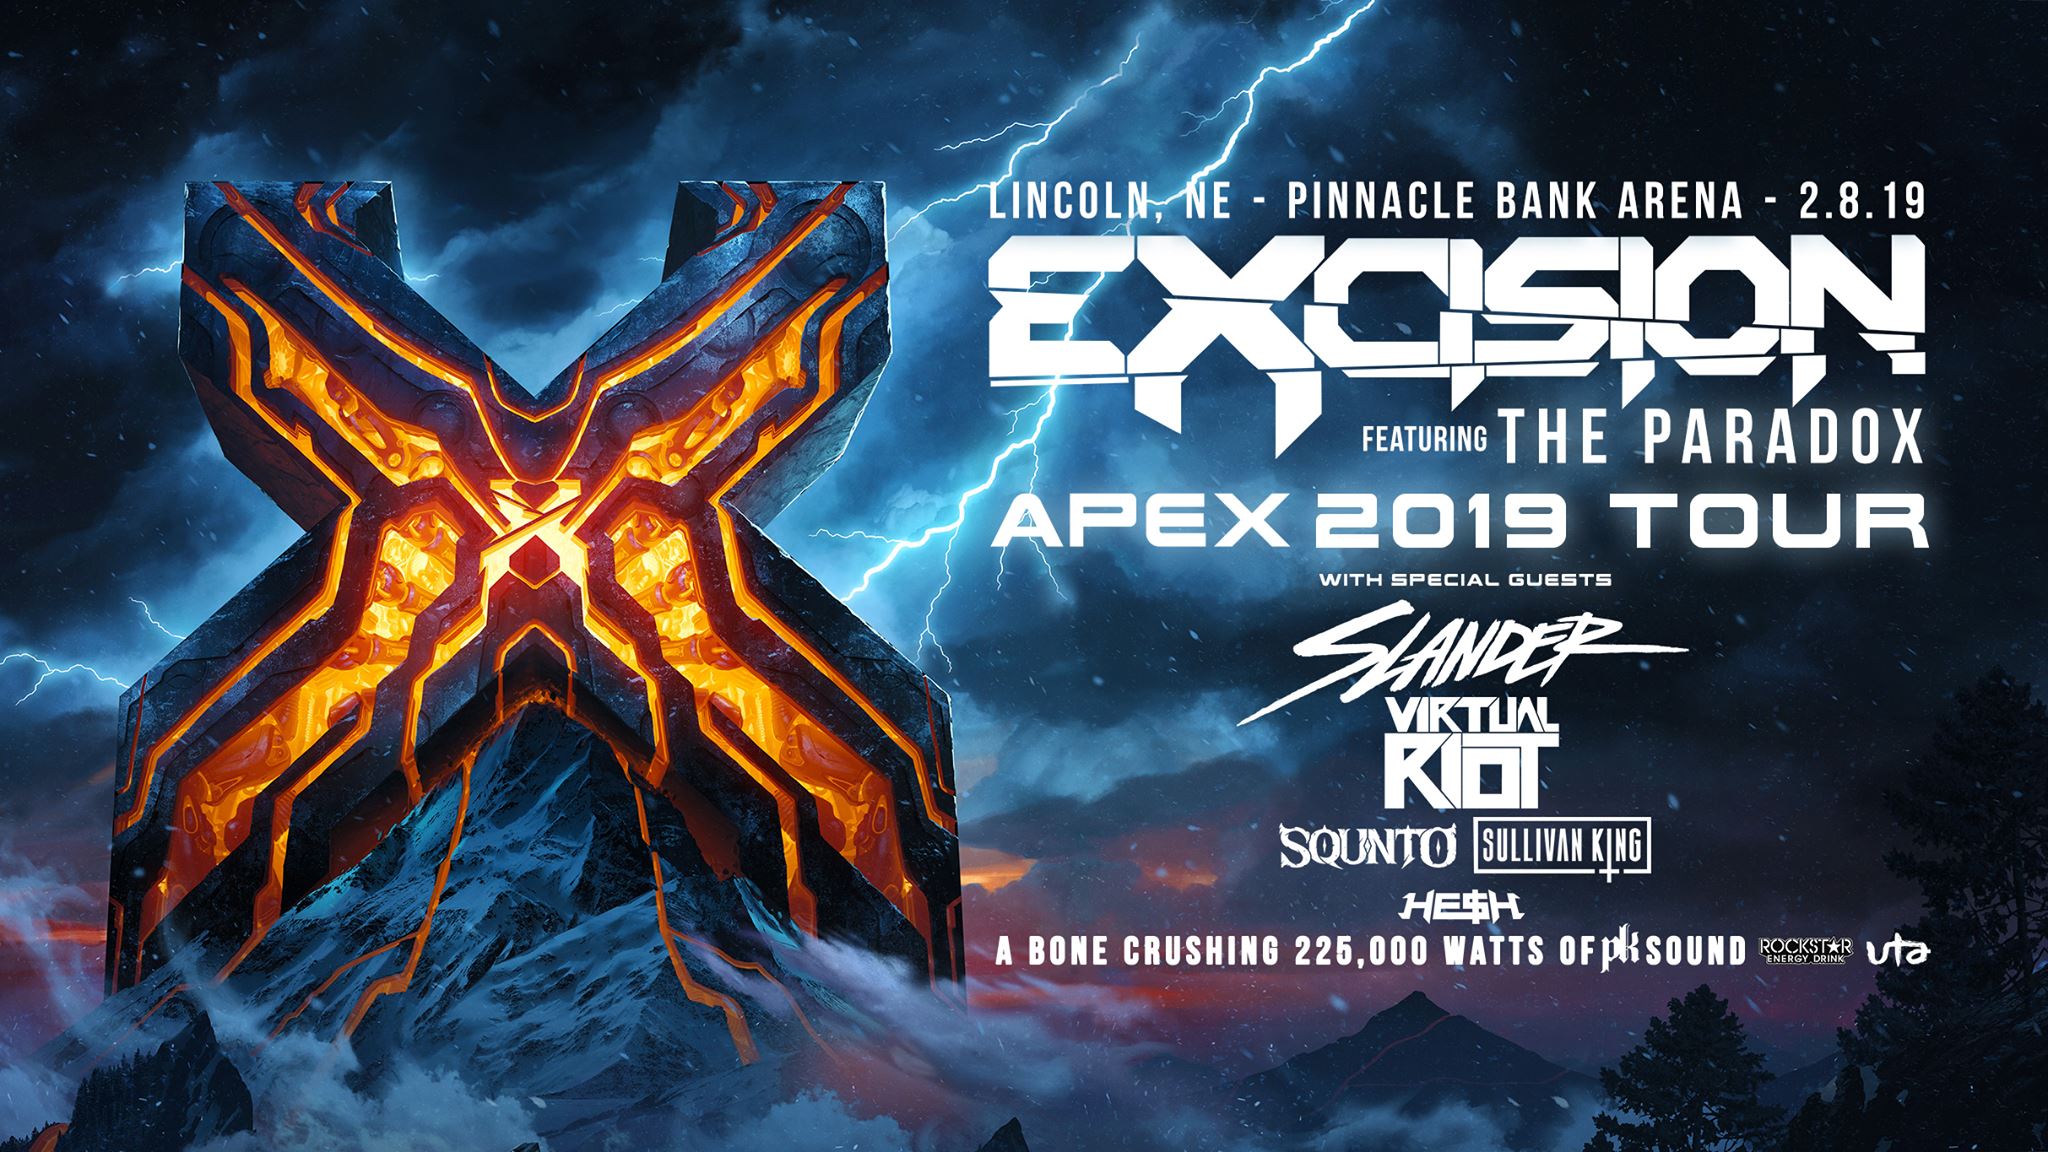 LINCOLN, NE - PINNACLE BANK ARENA - 2.8.19
EXCISION
FEATURING THE PARADOX
APEX 2019 TOUR
WITH SPECIAL GUESTS
SLANDER
VIRTUAL
RIOT
SQUNTO SULLIVAN KING
HE$H
A BONE CRUSHING 225,000 WATTS OF pk SOUND ROCKSTAR ENERGY DRINK uta